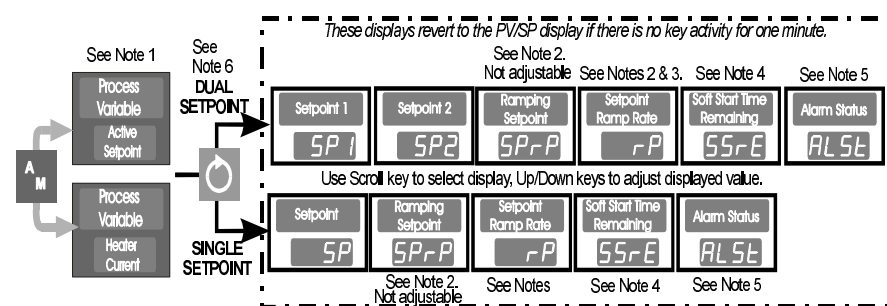 These displays revert to the PV/SP display if there is no key activity for one minute.
See Note 1
See
Note 6
DUAL
SETPOINT
See Note 2.
Not adjustable
See Notes 2 & 3.
See Note 4
See Note 5
Process
Variable
Active
Setpoint
A
M
Process
Variable
Heater
Current
Setpoint 1
SP1
Setpoint 2
SP2
Ramping
Setpoint
SPrP
Setpoint
Ramp Rate
rP
Soft Start Time
Remaining
SSrE
Alarm Status
ALSt
Use Scroll key to select display, Up/Down keys to adjust displayed value.
SINGLE
SETPOINT
Setpoint
SP
Ramping
Setpoint
SPrP
Setpoint
Ramp Rate
rP
Soft Start Time
Remaining
SSrE
Alarm Status
ALSt
See Note 2.
Not adjustable
See Notes
See Note 4
See Note 5